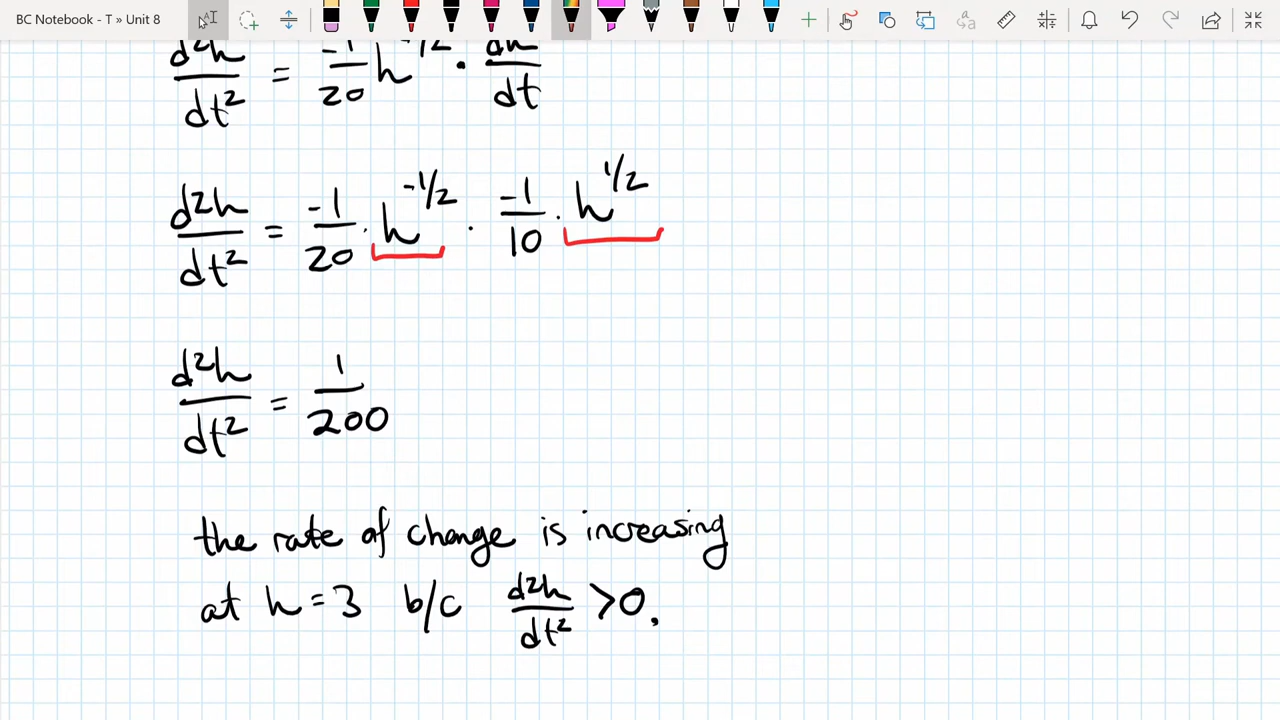 BC Notebook - T » Unit 8
d²h/dt² = -1/20 h^-1/2 · dh/dt
d²h/dt² = -1/20 · h^-1/2 · -1/10 · h^1/2
d²h/dt² = 1/200
the rate of change is increasing
at h = 3 b/c d²h/dt² > 0.